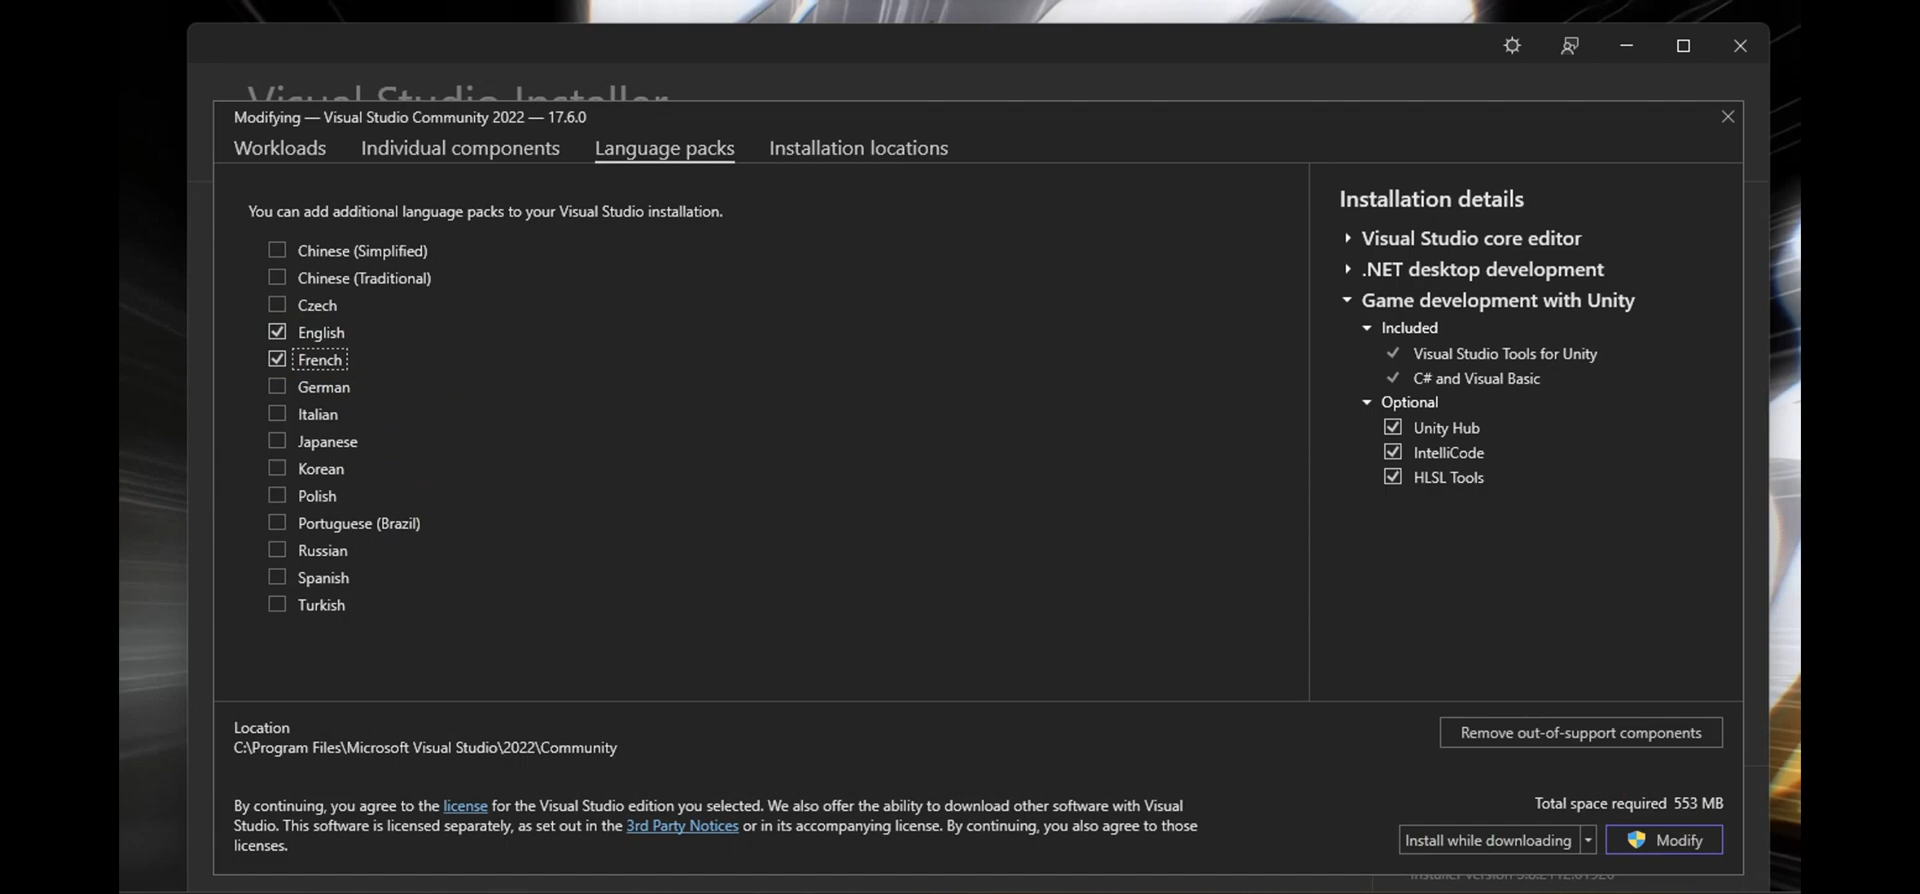 Visual Studio Installer
Modifying — Visual Studio Community 2022 — 17.6.0
Workloads Individual components Language packs Installation locations
You can add additional language packs to your Visual Studio installation.
Chinese (Simplified)
Chinese (Traditional)
Czech
English
French
German
Italian
Japanese
Korean
Polish
Portuguese (Brazil)
Russian
Spanish
Turkish
Installation details
Visual Studio core editor
.NET desktop development
Game development with Unity
Included
Visual Studio Tools for Unity
C# and Visual Basic
Optional
Unity Hub
IntelliCode
HLSL Tools
Location
C:\Program Files\Microsoft Visual Studio\2022\Community
Remove out-of-support components
By continuing, you agree to the license for the Visual Studio edition you selected. We also offer the ability to download other software with Visual
Studio. This software is licensed separately, as set out in the 3rd Party Notices or in its accompanying license. By continuing, you also agree to those
licenses.
Total space required 553 MB
Install while downloading Modify